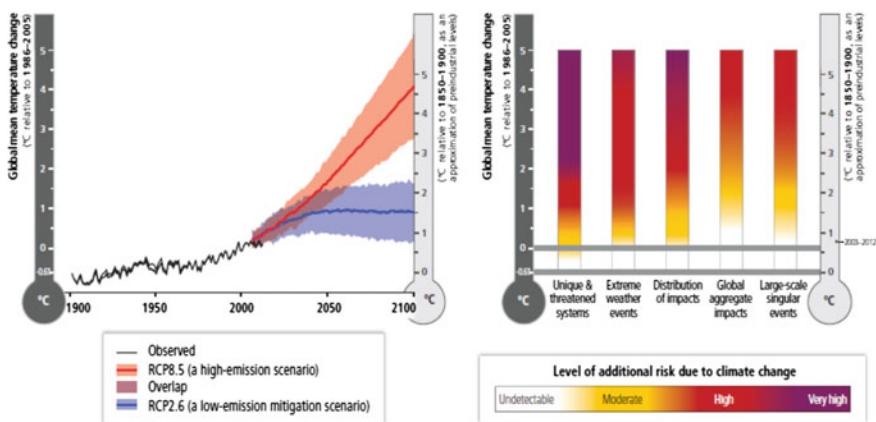 Global mean temperature change
(°C relative to 1986–2005)
5
4
3
2
1
0
-0.61
°C
1900
1950
2000
2050
2100
(°C relative to 1850–1900, as an
approximation of preindustrial levels)
5
4
3
2
1
0
°C
Observed
RCP8.5 (a high-emission scenario)
Overlap
RCP2.6 (a low-emission mitigation scenario)
Global mean temperature change
(°C relative to 1986–2005)
5
4
3
2
1
0
-0.61
°C
Unique &
threatened
systems
Extreme
weather
events
Distribution
of impacts
Global
aggregate
impacts
Large-scale
singular
events
(°C relative to 1850–1900, as an
approximation of preindustrial levels)
5
4
3
2
1
0
2003–2012
°C
Level of additional risk due to climate change
Undetectable
Moderate
High
Very high